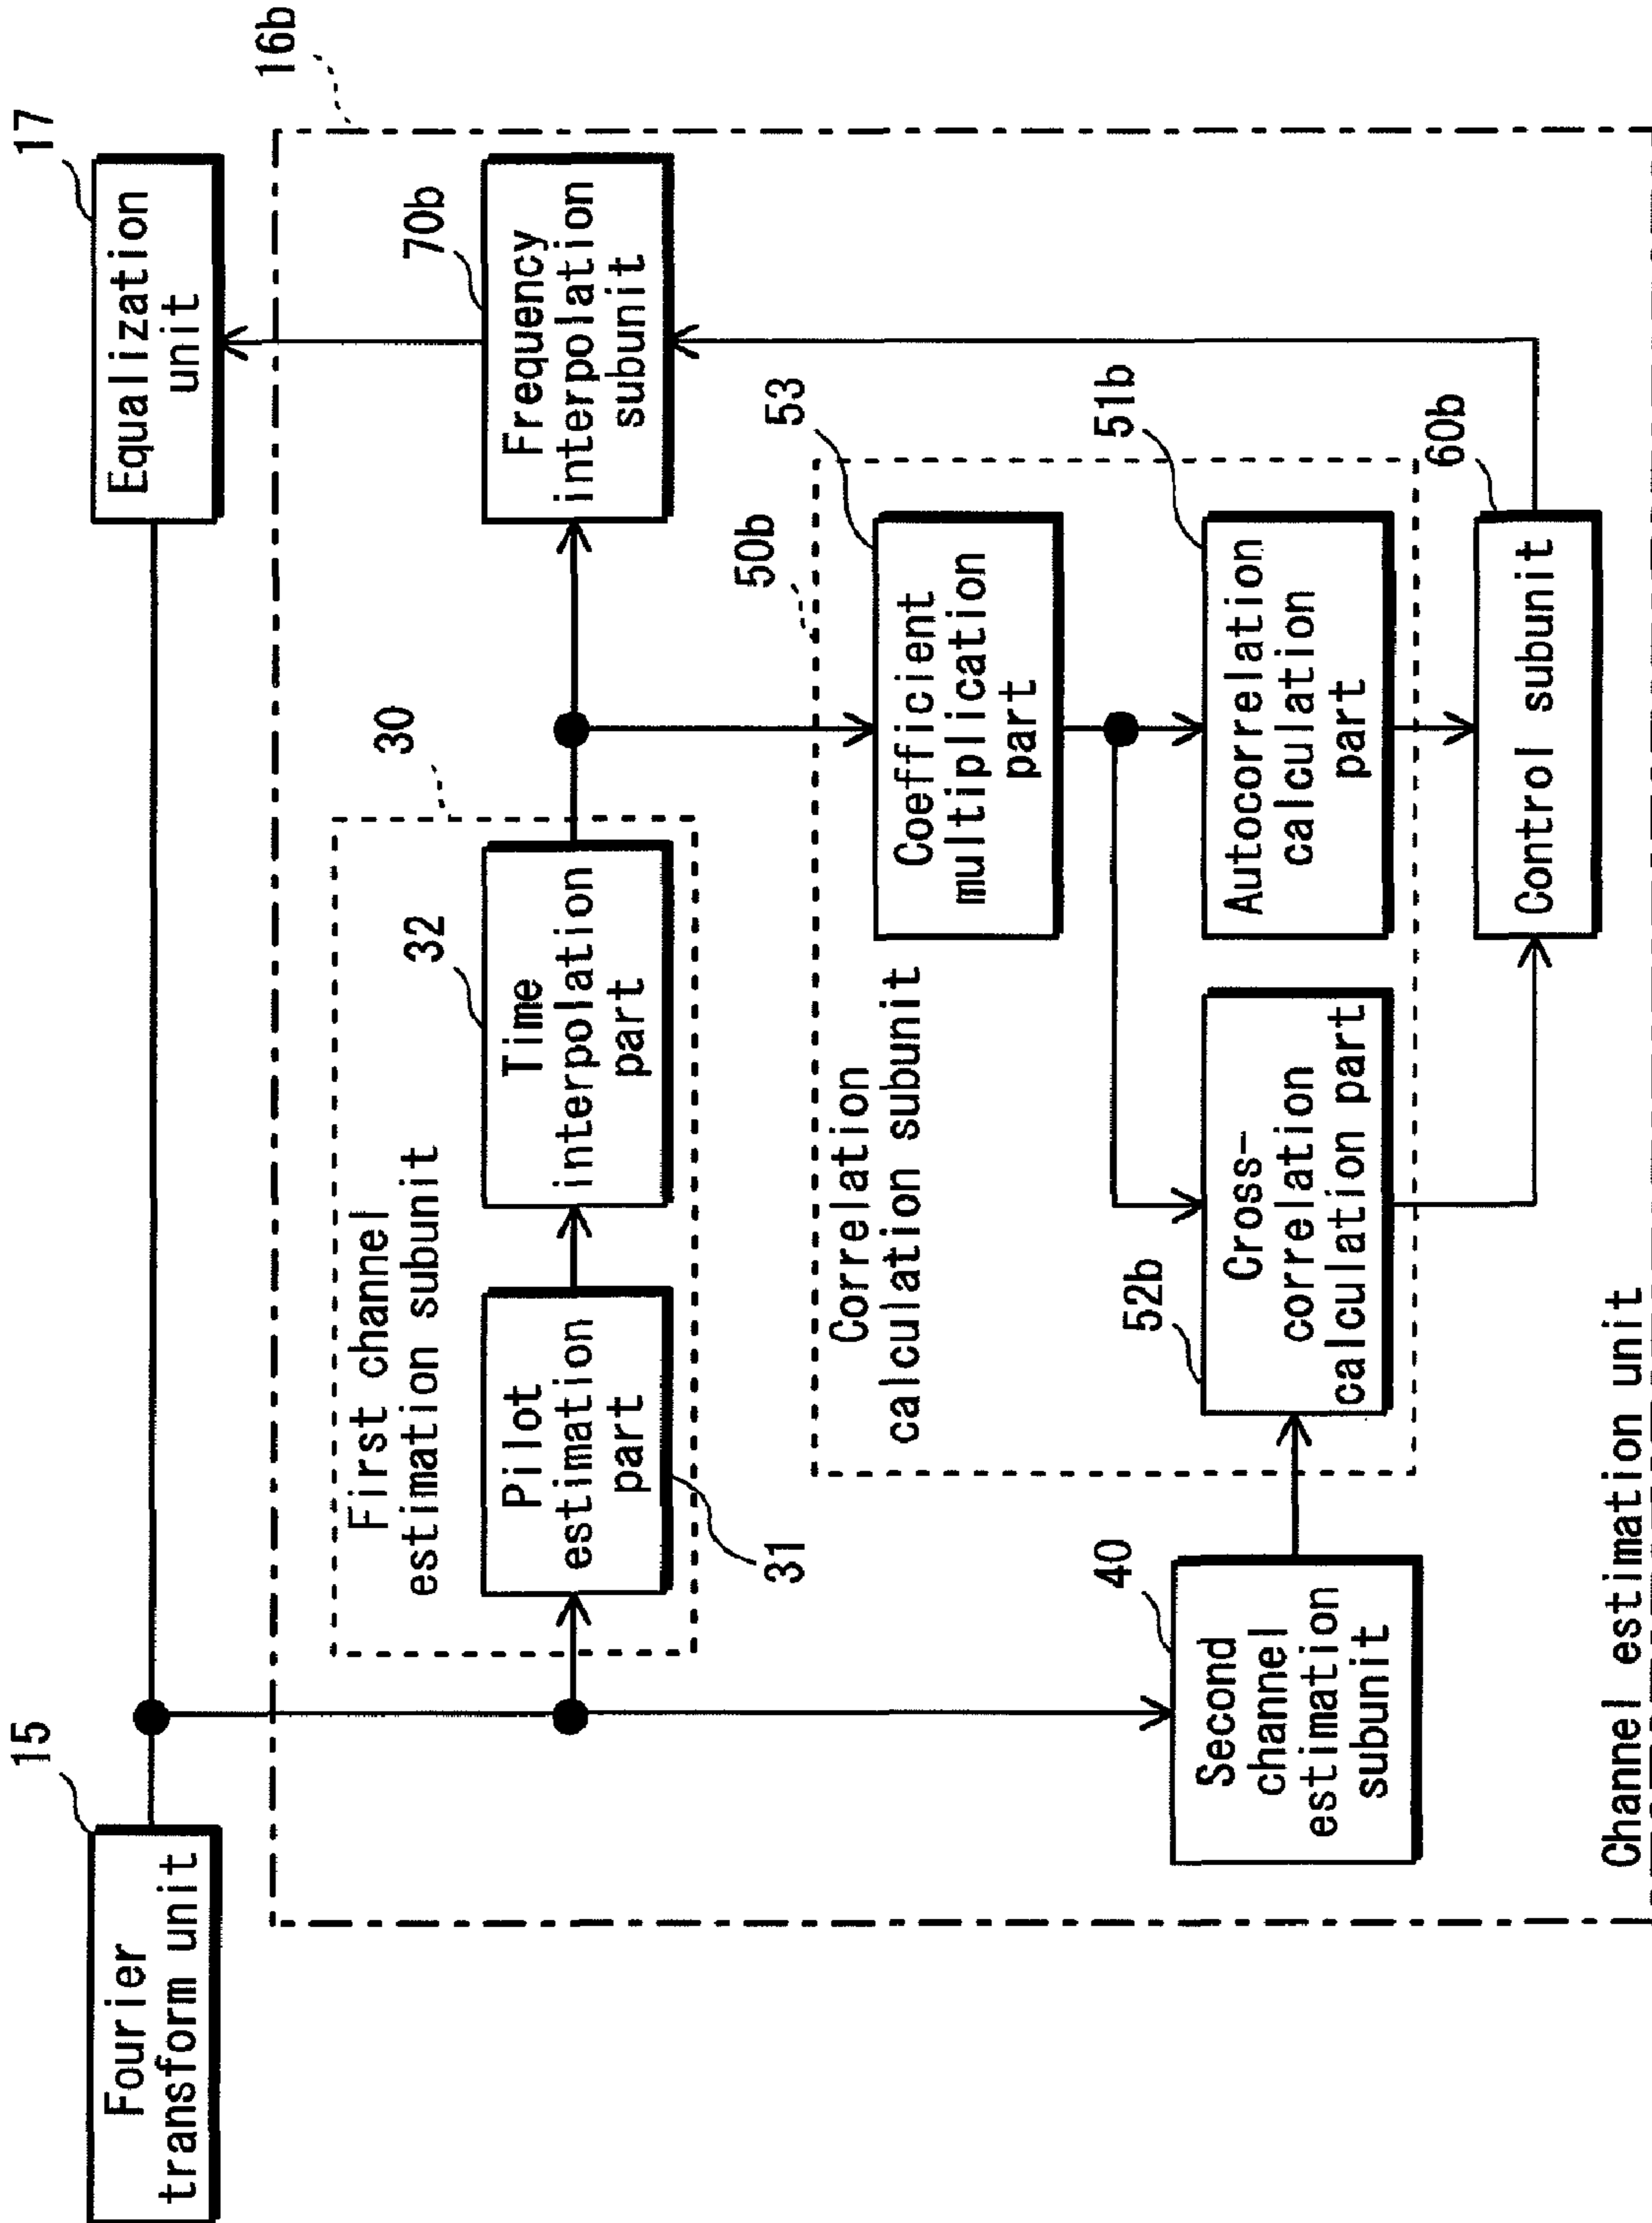 15
Fourier
transform unit
17
Equalization
unit
16b
First channel
estimation subunit
30
Pilot
estimation
part
31
32
Time
interpolation
part
70b
Frequency
interpolation
subunit
Correlation
calculation subunit
50b
53
Coefficient
multiplication
part
52b
Cross-
correlation
calculation part
51b
Autocorrelation
calculation
part
40
Second
channel
estimation
subunit
60b
Control subunit
Channel estimation unit